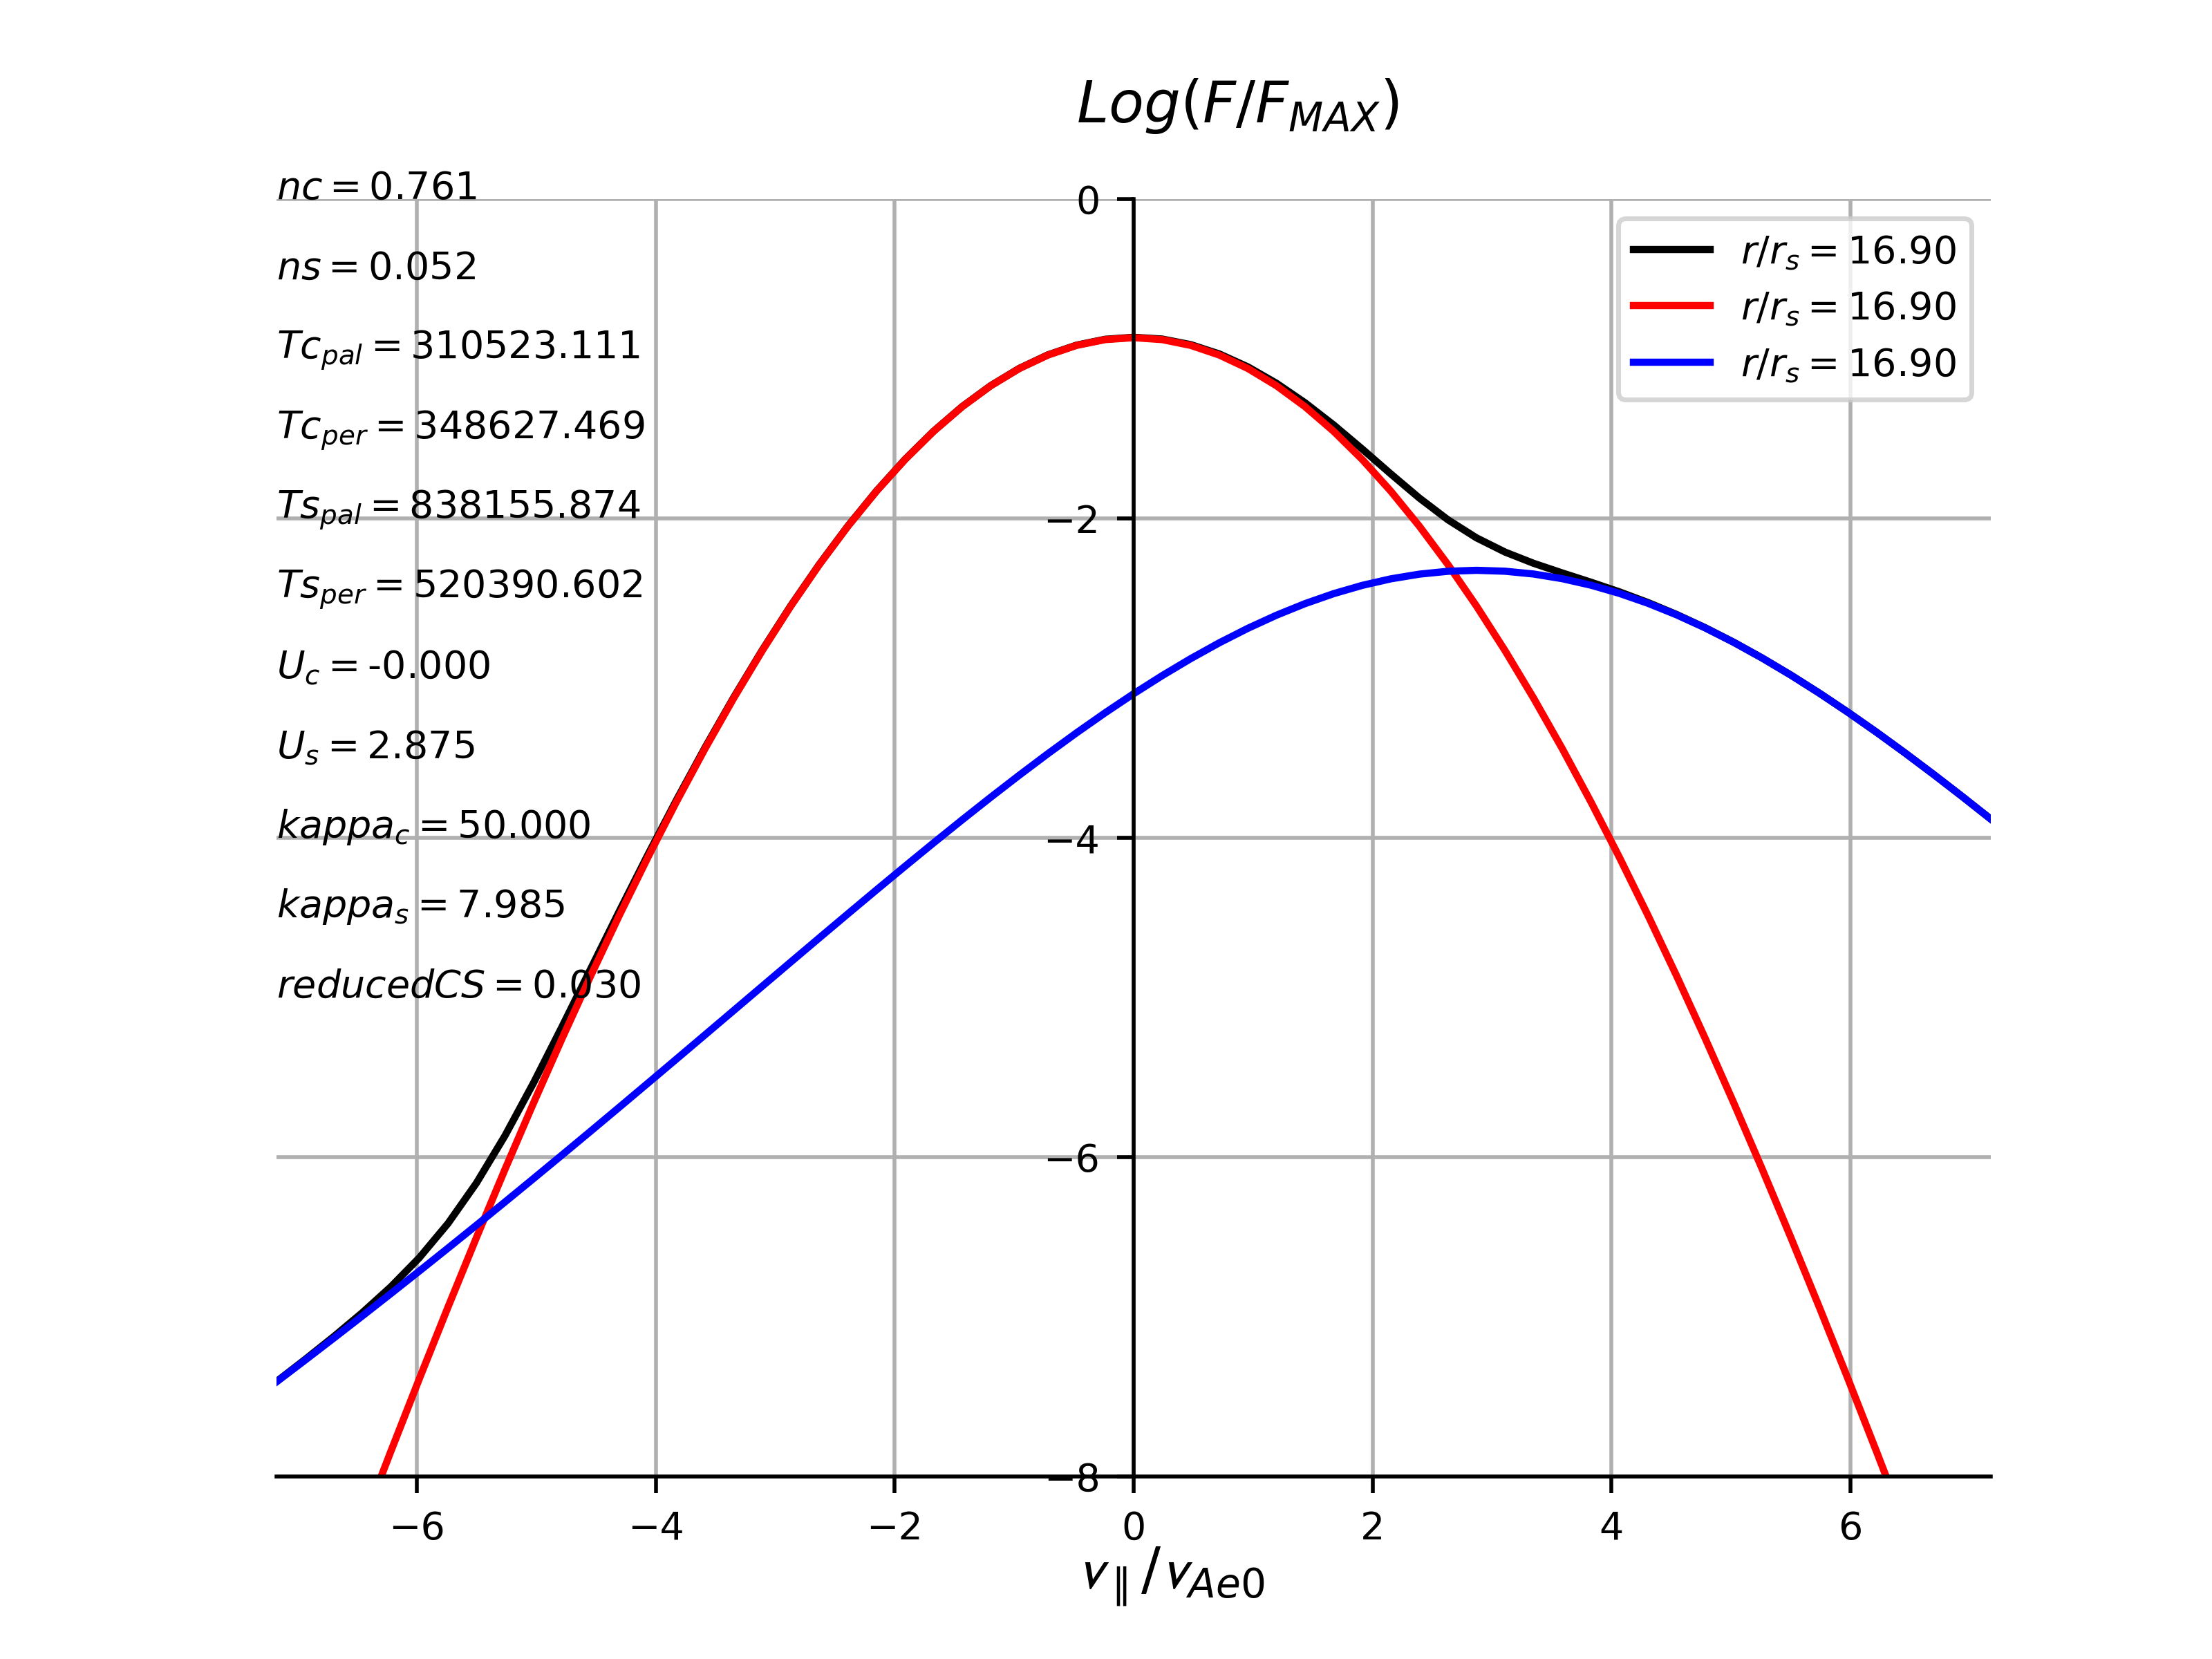 Log(F/F_MAX)
nc = 0.761
ns = 0.052
Tc_pal = 310523.111
Tc_per = 348627.469
Ts_pal = 838155.874
Ts_per = 520390.602
U_c = -0.000
U_s = 2.875
kappa_c = 50.000
kappa_s = 7.985
reducedCS = 0.030
r/r_s = 16.90
r/r_s = 16.90
r/r_s = 16.90
0
−2
−4
−6
−8
−6 −4 −2 0 2 4 6
v_∥/v_Ae0